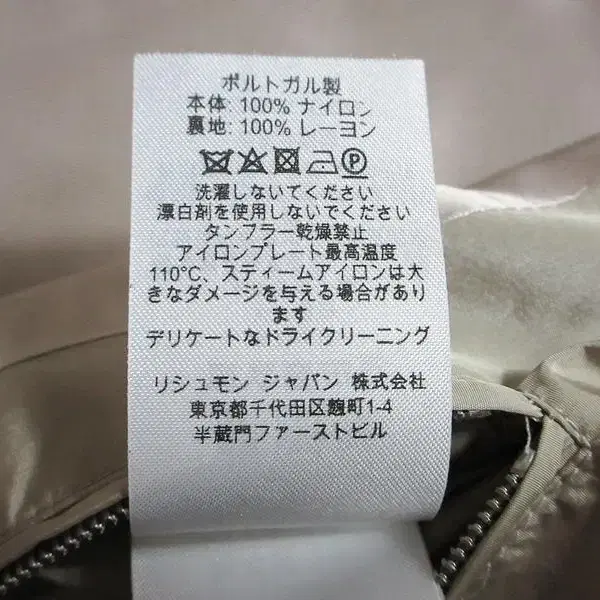 ポルトガル製
本体: 100% ナイロン
裏地: 100% レーヨン
洗濯しないてください
漂白剤を使用しないでください
タンフラー乾燥禁止
アイロンプレート最高温度
110°C、スティームアイロンは大
きなダメージを与える場合があり
ます
デリケートなドライクリーニング
リシュモン ジャパン 株式会社
東京都千代田区麹町1-4
半蔵門ファーストビル